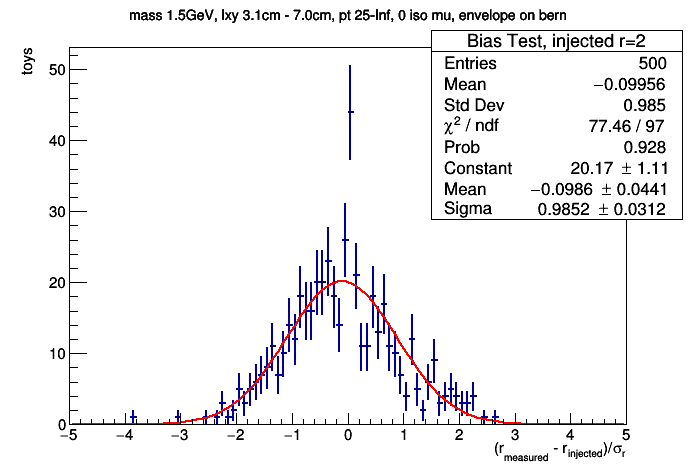 mass 1.5GeV, lxy 3.1cm - 7.0cm, pt 25-Inf, 0 iso mu, envelope on bern
Bias Test, injected r=2
Entries 500
Mean −0.09956
Std Dev 0.985
χ² / ndf 77.46 / 97
Prob 0.928
Constant 20.17 ± 1.11
Mean −0.0986 ± 0.0441
Sigma 0.9852 ± 0.0312
toys
50
40
30
20
10
0
−5 −4 −3 −2 −1 0 1 2 3 4 5
(r_measured - r_injected)/σ_r